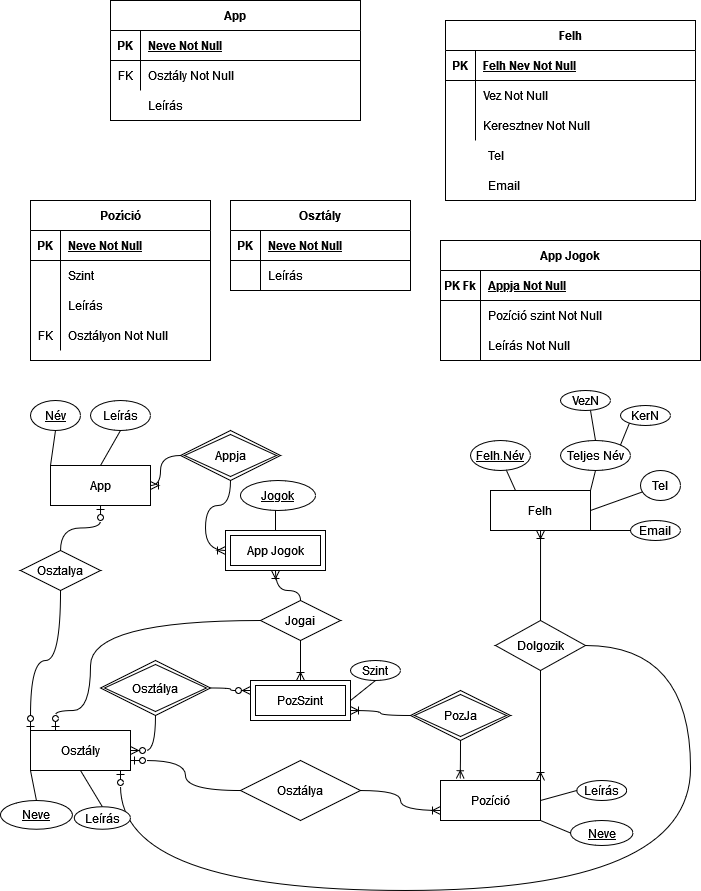 App
PK Neve Not Null
FK Osztály Not Null
Leírás
Felh
PK Felh Nev Not Null
Vez Not Null
Keresztnev Not Null
Tel
Email
Pozíció
PK Neve Not Null
Szint
Leírás
FK Osztályon Not Null
Osztály
PK Neve Not Null
Leírás
App Jogok
PK Fk Appja Not Null
Pozíció szint Not Null
Leírás Not Null
Név
Leírás
App
Appja
Jogok
App Jogok
Osztalya
Jogai
VezN
KerN
Felh.Név
Teljes Név
Tel
Felh
Email
Dolgozik
Osztálya
PozSzint
Szint
PozJa
Osztály
Neve
Leírás
Osztálya
Pozíció
Leírás
Neve